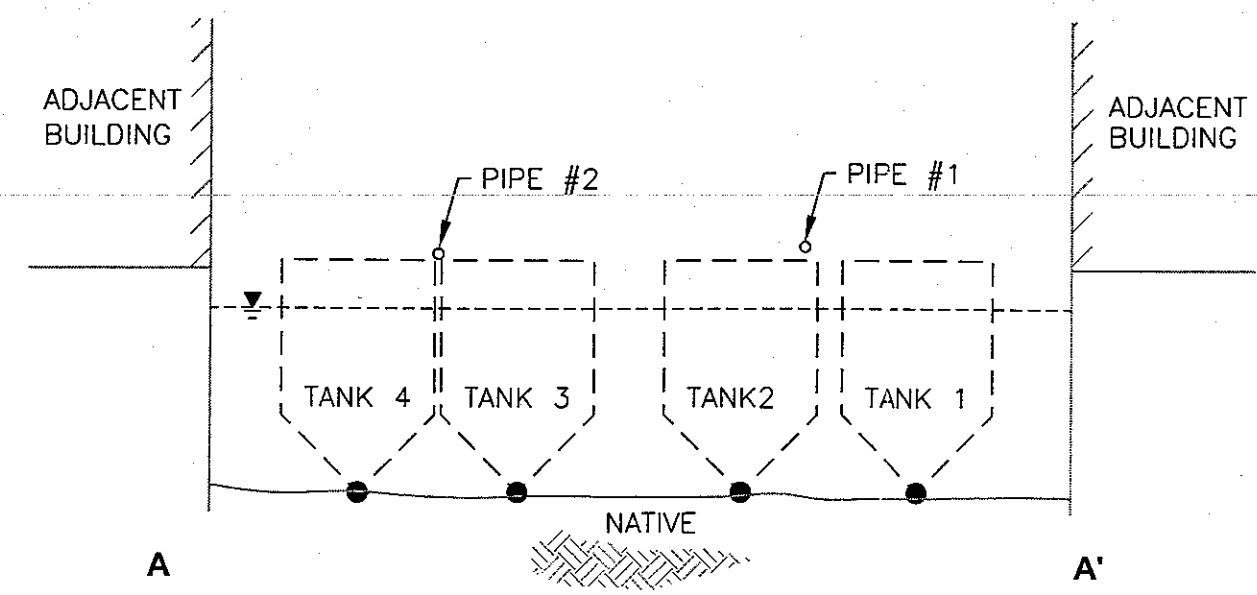 ADJACENT
BUILDING
ADJACENT
BUILDING
PIPE #2
PIPE #1
TANK 4
TANK 3
TANK2
TANK 1
NATIVE
A
A'